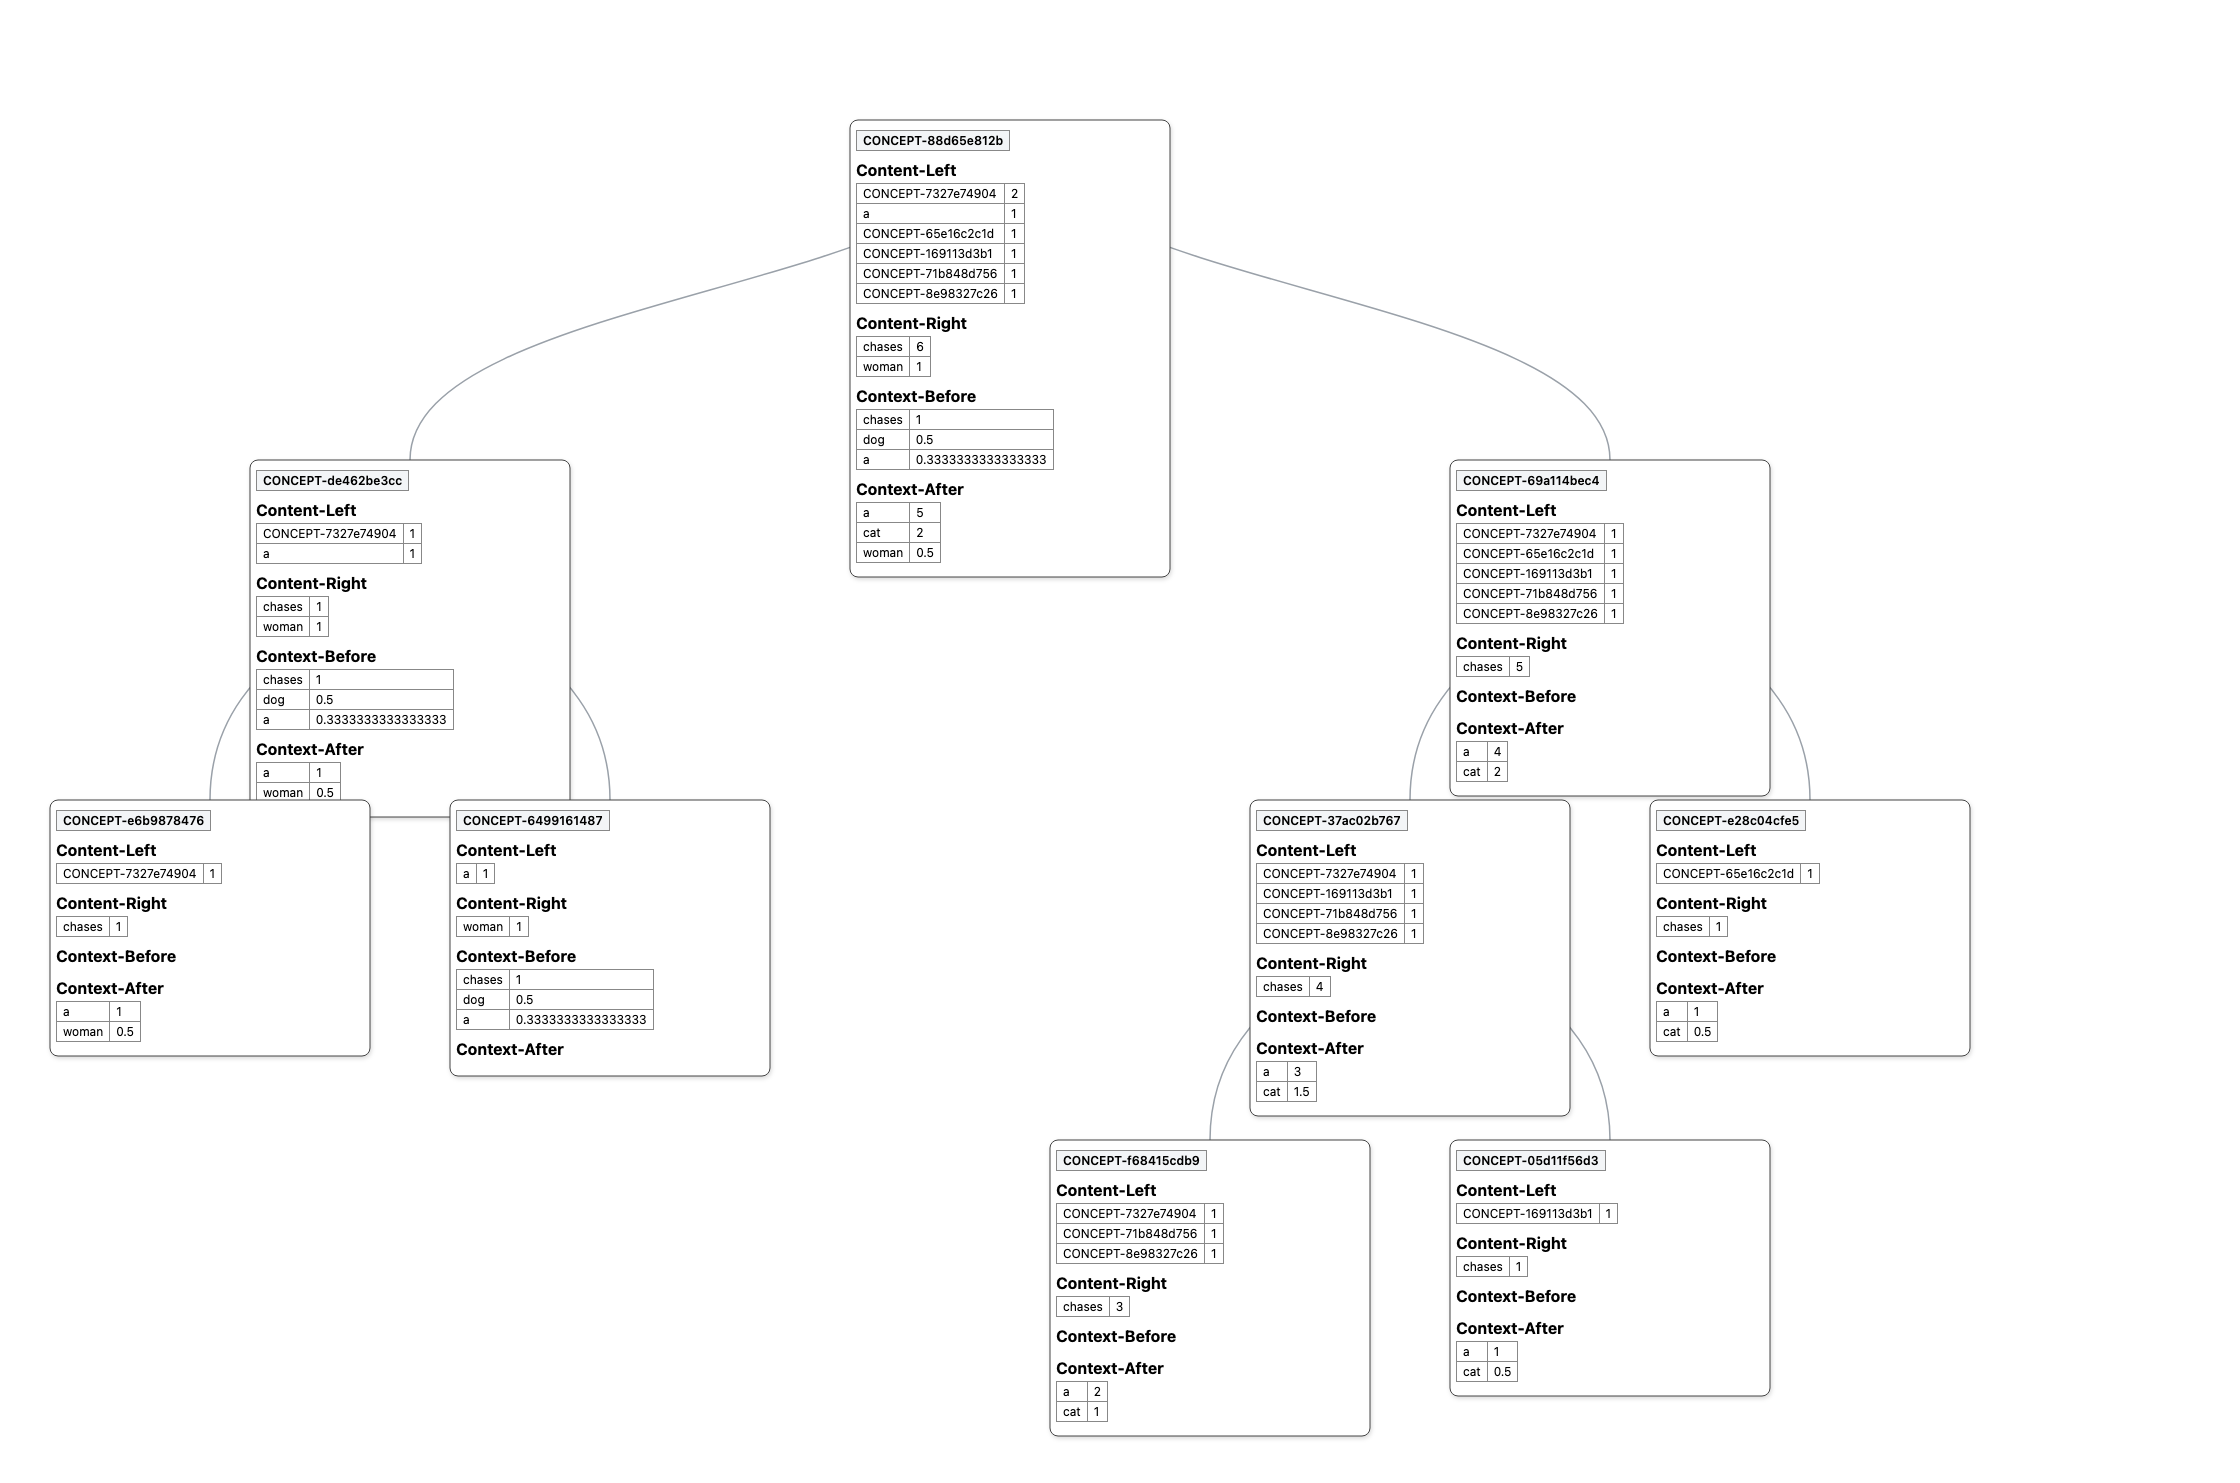 CONCEPT-88d65e812b
Content-Left
CONCEPT-7327e74904 2
a 1
CONCEPT-65e16c2c1d 1
CONCEPT-169113d3b1 1
CONCEPT-71b848d756 1
CONCEPT-8e98327c26 1
Content-Right
chases 6
woman 1
Context-Before
chases 1
dog 0.5
a 0.3333333333333333
Context-After
a 5
cat 2
woman 0.5
CONCEPT-de462be3cc
Content-Left
CONCEPT-7327e74904 1
a 1
Content-Right
chases 1
woman 1
Context-Before
chases 1
dog 0.5
a 0.3333333333333333
Context-After
a 1
woman 0.5
CONCEPT-69a114bec4
Content-Left
CONCEPT-7327e74904 1
CONCEPT-65e16c2c1d 1
CONCEPT-169113d3b1 1
CONCEPT-71b848d756 1
CONCEPT-8e98327c26 1
Content-Right
chases 5
Context-Before
Context-After
a 4
cat 2
CONCEPT-e6b9878476
Content-Left
CONCEPT-7327e74904 1
Content-Right
chases 1
Context-Before
Context-After
a 1
woman 0.5
CONCEPT-6499161487
Content-Left
a 1
Content-Right
woman 1
Context-Before
chases 1
dog 0.5
a 0.3333333333333333
Context-After
CONCEPT-37ac02b767
Content-Left
CONCEPT-7327e74904 1
CONCEPT-169113d3b1 1
CONCEPT-71b848d756 1
CONCEPT-8e98327c26 1
Content-Right
chases 4
Context-Before
Context-After
a 3
cat 1.5
CONCEPT-e28c04cfe5
Content-Left
CONCEPT-65e16c2c1d 1
Content-Right
chases 1
Context-Before
Context-After
a 1
cat 0.5
CONCEPT-f68415cdb9
Content-Left
CONCEPT-7327e74904 1
CONCEPT-71b848d756 1
CONCEPT-8e98327c26 1
Content-Right
chases 3
Context-Before
Context-After
a 2
cat 1
CONCEPT-05d11f56d3
Content-Left
CONCEPT-169113d3b1 1
Content-Right
chases 1
Context-Before
Context-After
a 1
cat 0.5